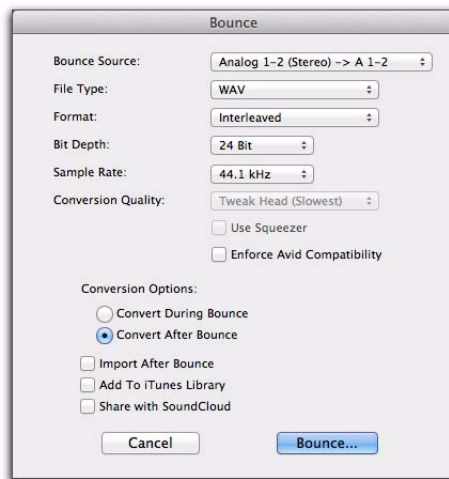 Bounce
Bounce Source: Analog 1-2 (Stereo) -> A 1-2
File Type: WAV
Format: Interleaved
Bit Depth: 24 Bit
Sample Rate: 44.1 kHz
Conversion Quality: Tweak Head (Slowest)
Use Squeezer
Enforce Avid Compatibility
Conversion Options:
Convert During Bounce
Convert After Bounce
Import After Bounce
Add To iTunes Library
Share with SoundCloud
Cancel Bounce...